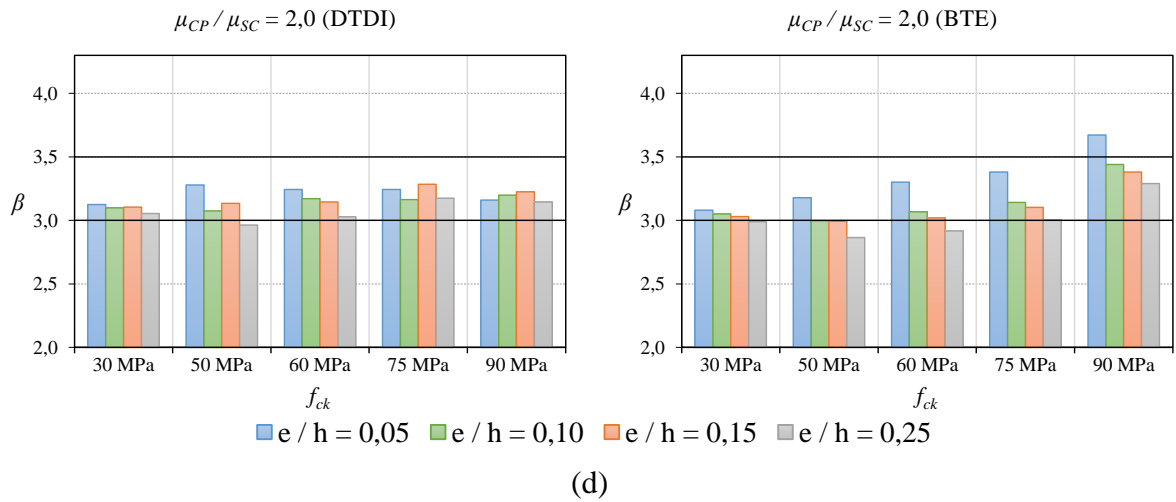 μCP / μSC = 2,0 (DTDI)
4,0
3,5
β 3,0
2,5
2,0
30 MPa 50 MPa 60 MPa 75 MPa 90 MPa
fck
μCP / μSC = 2,0 (BTE)
4,0
3,5
β 3,0
2,5
2,0
30 MPa 50 MPa 60 MPa 75 MPa 90 MPa
fck
e / h = 0,05 e / h = 0,10 e / h = 0,15 e / h = 0,25
(d)